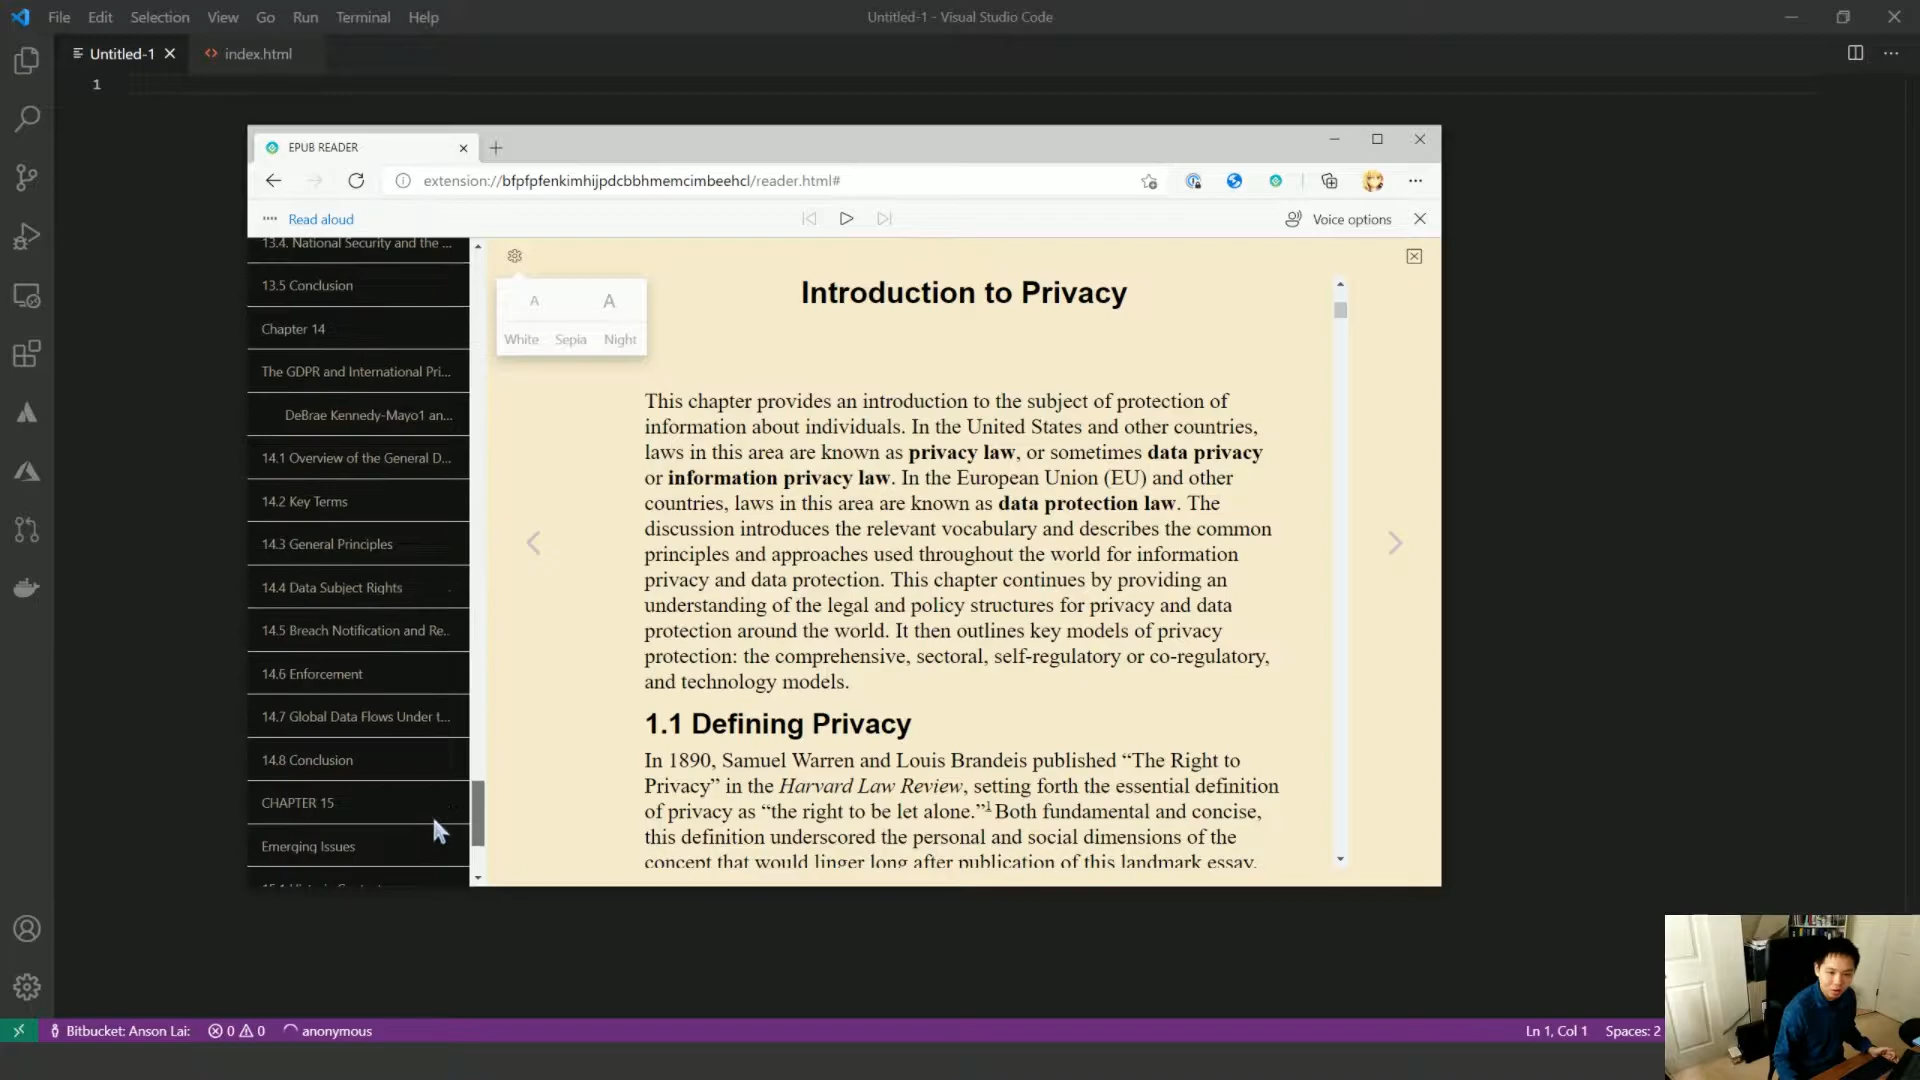 File Edit Selection View Go Run Terminal Help
Untitled-1 - Visual Studio Code
Untitled-1
index.html
1
EPUB READER
extension://bfpfpfenkimhijpdcbbhmemcimbeehcl/reader.html#
Read aloud
Voice options
13.4. National Security and the ...
13.5 Conclusion
Chapter 14
The GDPR and International Pri...
DeBrae Kennedy-Mayo1 an...
14.1 Overview of the General D...
14.2 Key Terms
14.3 General Principles
14.4 Data Subject Rights
14.5 Breach Notification and Re..
14.6 Enforcement
14.7 Global Data Flows Under t...
14.8 Conclusion
CHAPTER 15
Emerging Issues
A A
White Sepia Night
Introduction to Privacy
This chapter provides an introduction to the subject of protection of
information about individuals. In the United States and other countries,
laws in this area are known as privacy law, or sometimes data privacy
or information privacy law. In the European Union (EU) and other
countries, laws in this area are known as data protection law. The
discussion introduces the relevant vocabulary and describes the common
principles and approaches used throughout the world for information
privacy and data protection. This chapter continues by providing an
understanding of the legal and policy structures for privacy and data
protection around the world. It then outlines key models of privacy
protection: the comprehensive, sectoral, self-regulatory or co-regulatory,
and technology models.
1.1 Defining Privacy
In 1890, Samuel Warren and Louis Brandeis published “The Right to
Privacy” in the Harvard Law Review, setting forth the essential definition
of privacy as “the right to be let alone.”1 Both fundamental and concise,
this definition underscored the personal and social dimensions of the
concept that would linger long after publication of this landmark essay.
Bitbucket: Anson Lai: 0 0 anonymous
Ln 1, Col 1 Spaces: 2